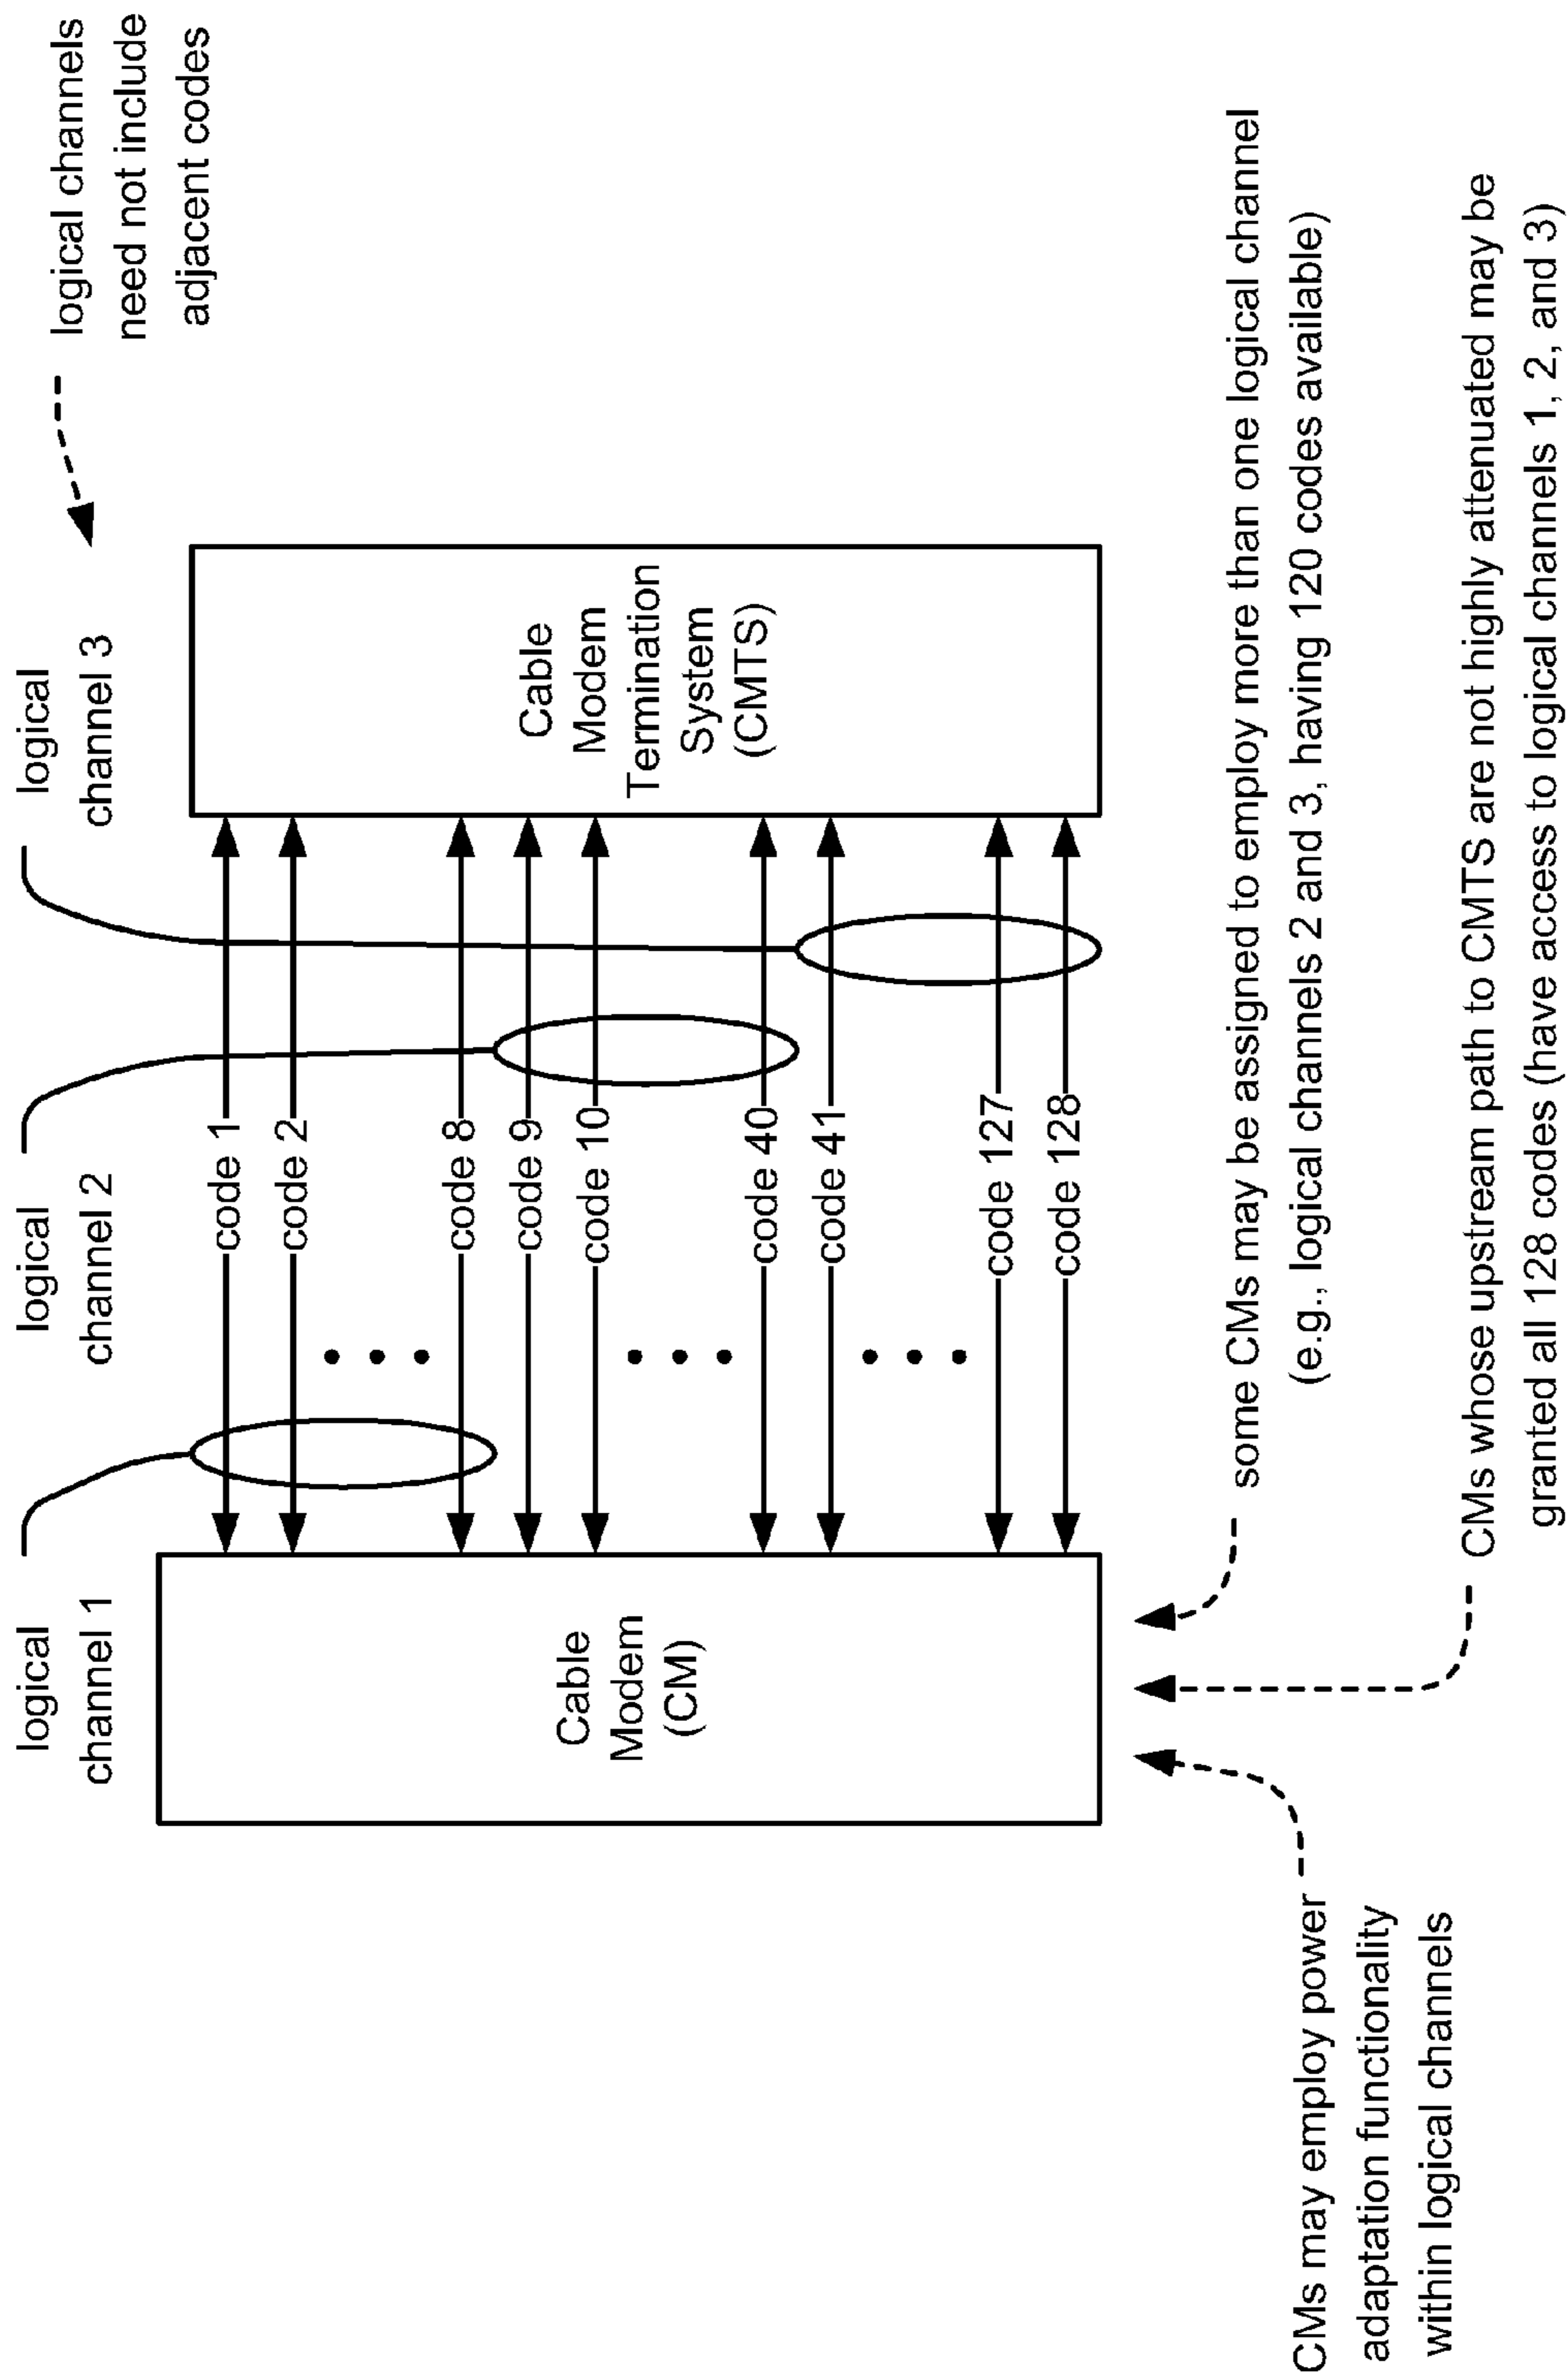 logical
channel 1
logical
channel 2
logical
channel 3
logical channels
need not include
adjacent codes
code 1
code 2
code 8
code 9
code 10
code 40
code 41
code 127
code 128
Cable
Modem
(CM)
Cable
Modem
Termination
System
(CMTS)
some CMs may be assigned to employ more than one logical channel
(e.g., logical channels 2 and 3, having 120 codes available)
CMs may employ power
adaptation functionality
within logical channels
CMs whose upstream path to CMTS are not highly attenuated may be
granted all 128 codes (have access to logical channels 1, 2, and 3)